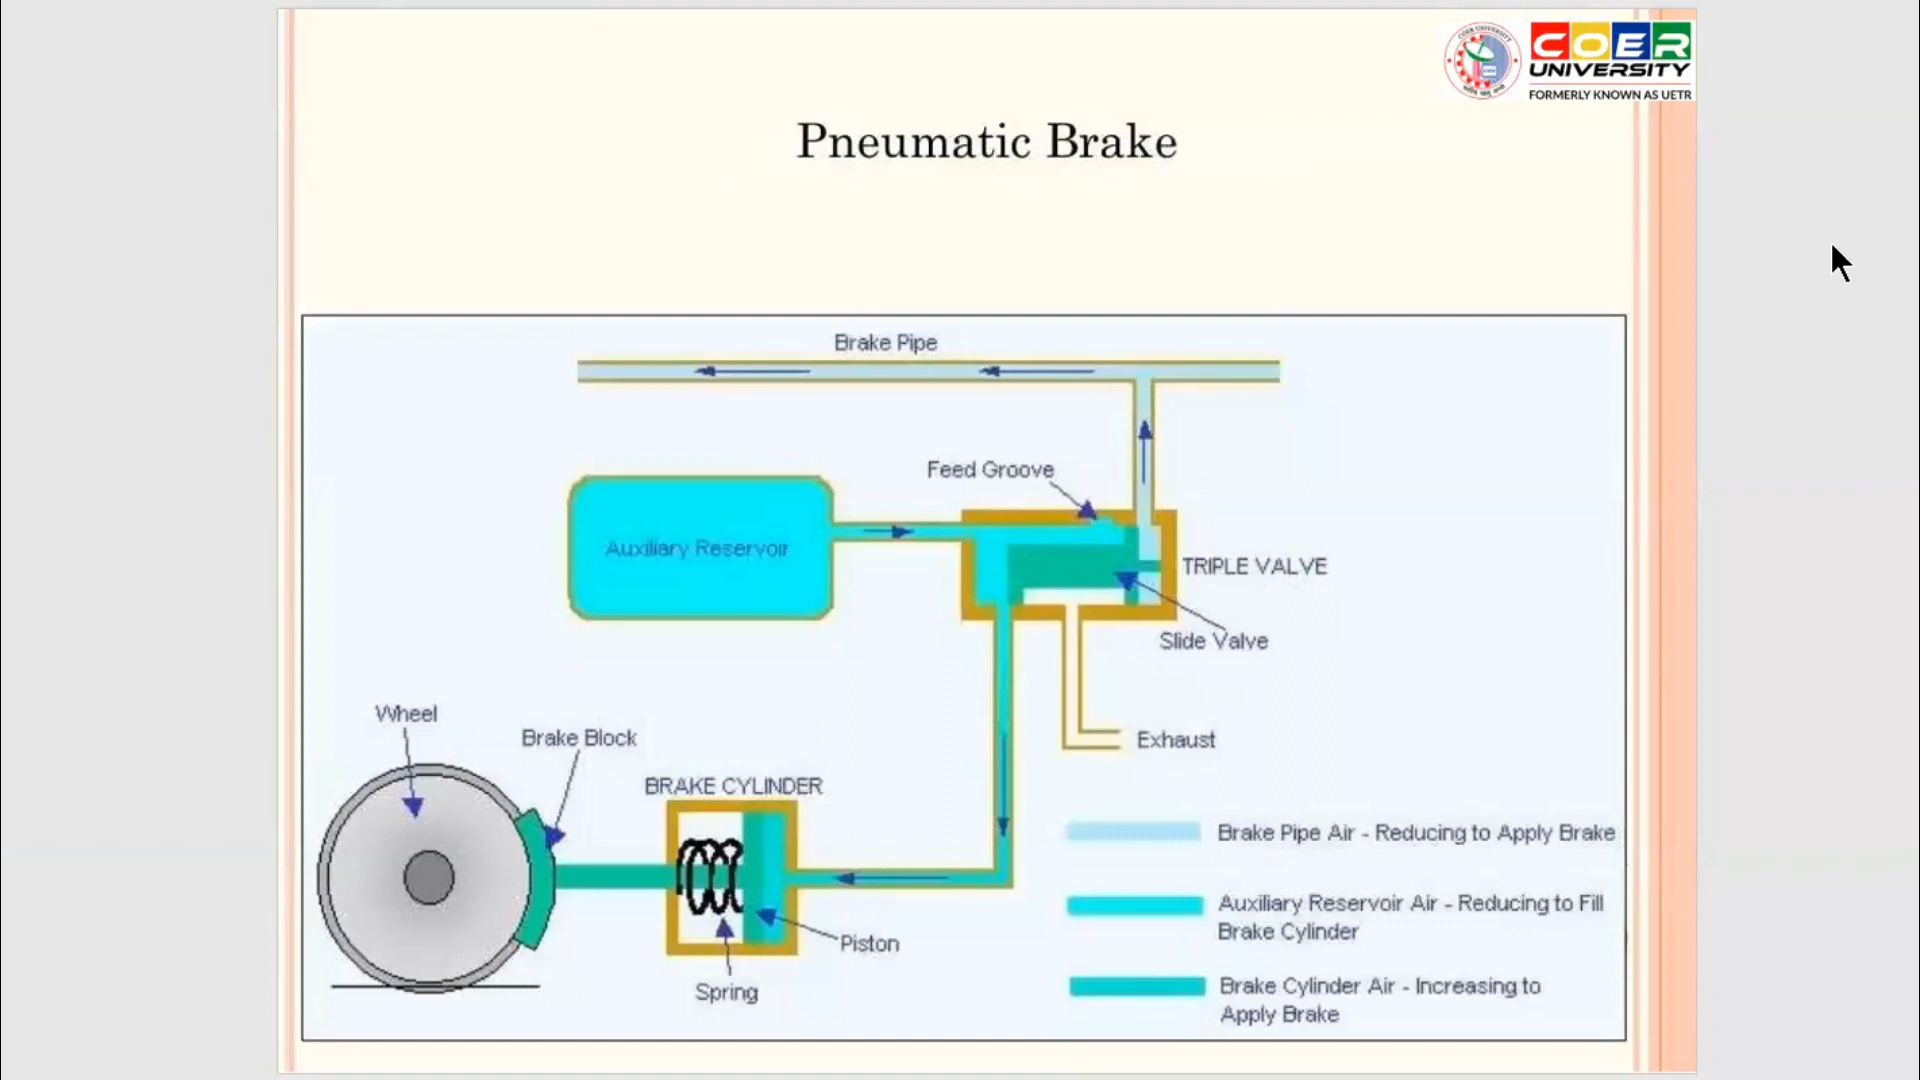 COER
UNIVERSITY
FORMERLY KNOWN AS UETR
COER UNIVERSITY
Pneumatic Brake
Brake Pipe
Feed Groove
Auxiliary Reservoir
TRIPLE VALVE
Slide Valve
Wheel
Brake Block
Exhaust
BRAKE CYLINDER
Brake Pipe Air - Reducing to Apply Brake
Auxiliary Reservoir Air - Reducing to Fill
Brake Cylinder
Piston
Spring
Brake Cylinder Air - Increasing to
Apply Brake